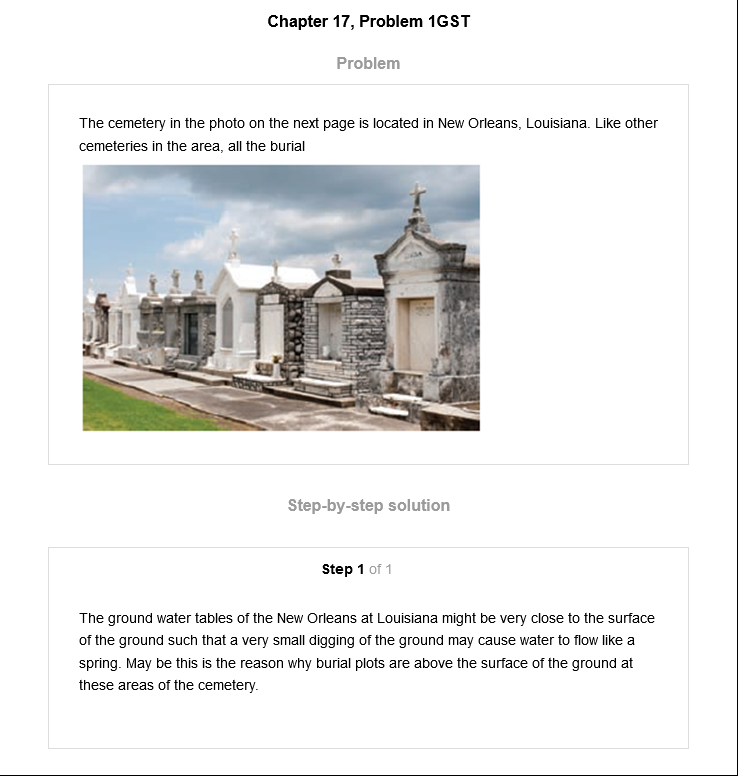 Chapter 17, Problem 1GST
Problem
The cemetery in the photo on the next page is located in New Orleans, Louisiana. Like other
cemeteries in the area, all the burial
Step-by-step solution
Step 1 of 1
The ground water tables of the New Orleans at Louisiana might be very close to the surface
of the ground such that a very small digging of the ground may cause water to flow like a
spring. May be this is the reason why burial plots are above the surface of the ground at
these areas of the cemetery.